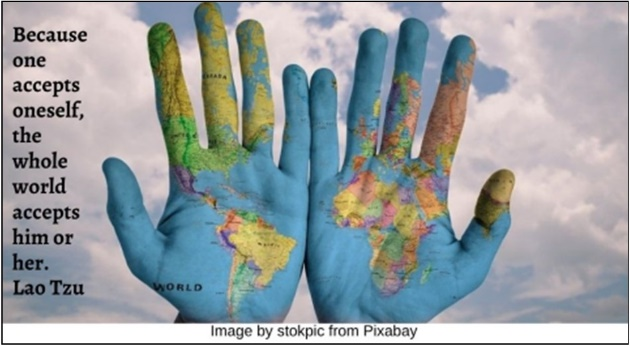 Because
one
accepts
oneself,
the
whole
world
accepts
him or
her.
Lao Tzu
WORLD
Image by stokpic from Pixabay